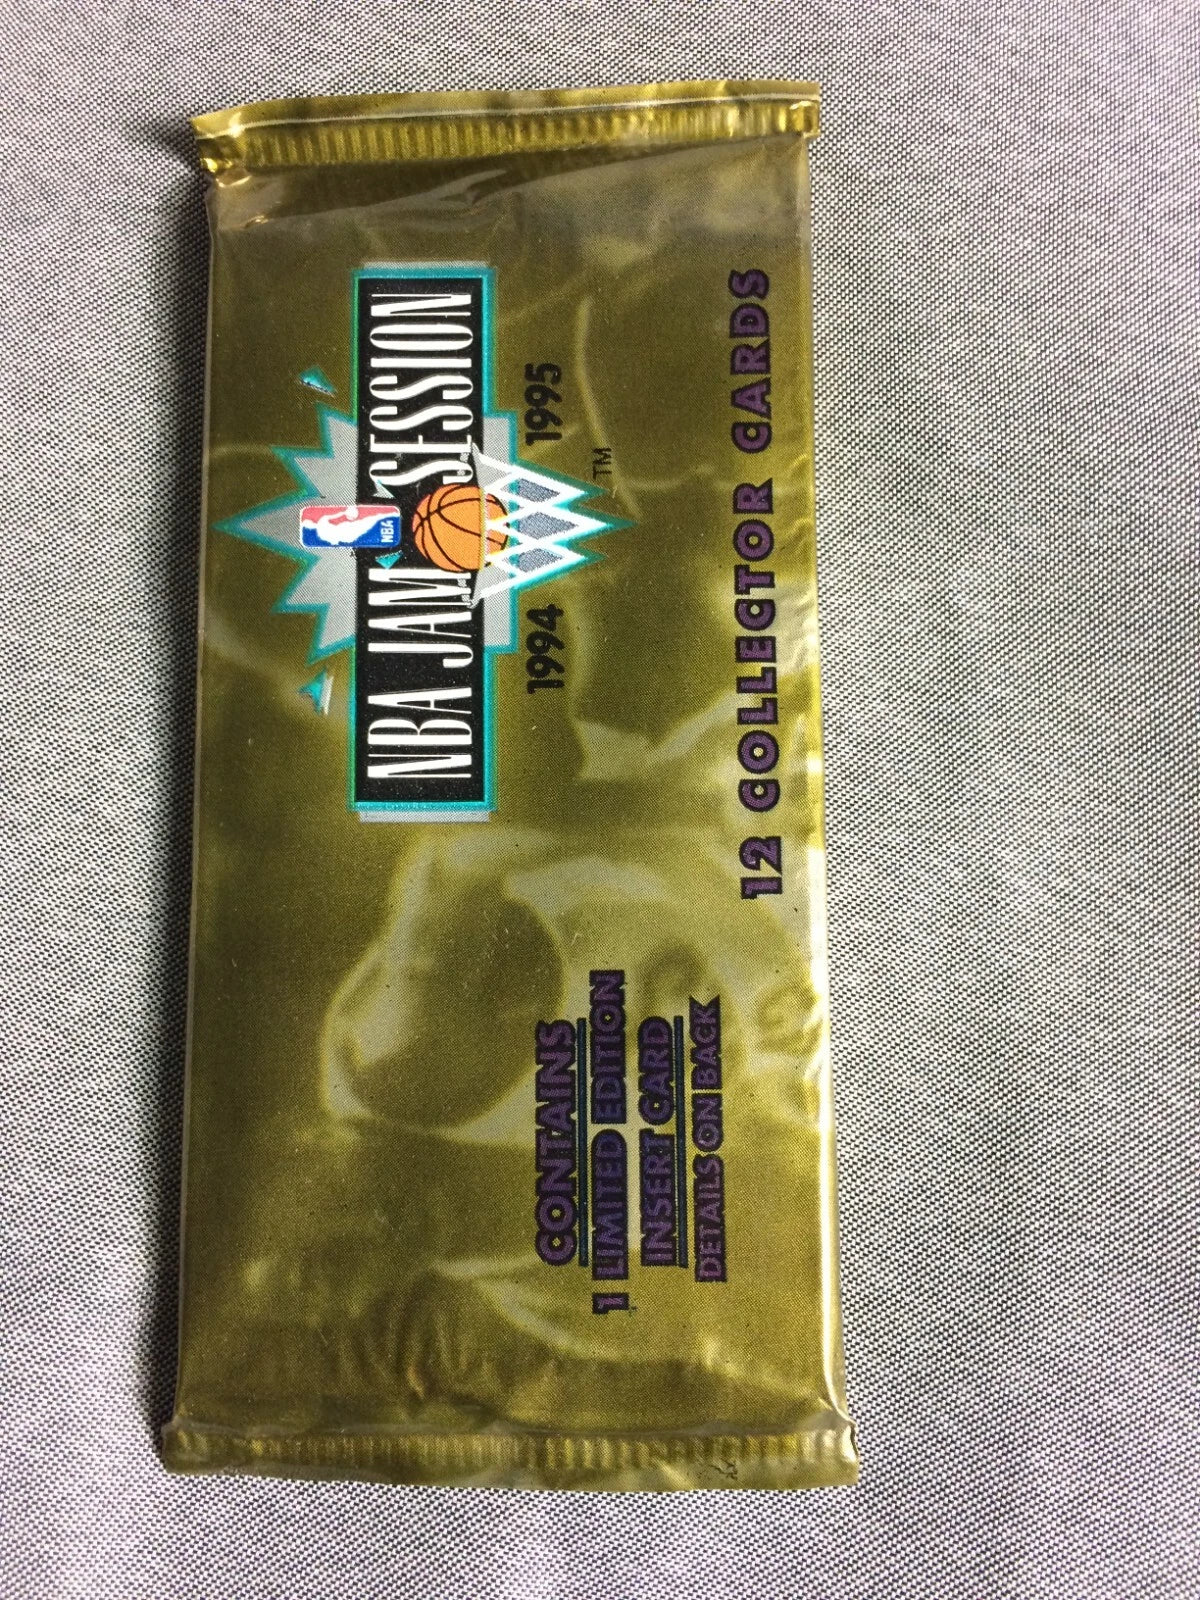 NBA
NBA JAM SESSION
1994 1995
TM
12 COLLECTOR CARDS
CONTAINS
1 LIMITED EDITION
INSERT CARD
DETAILS ON BACK